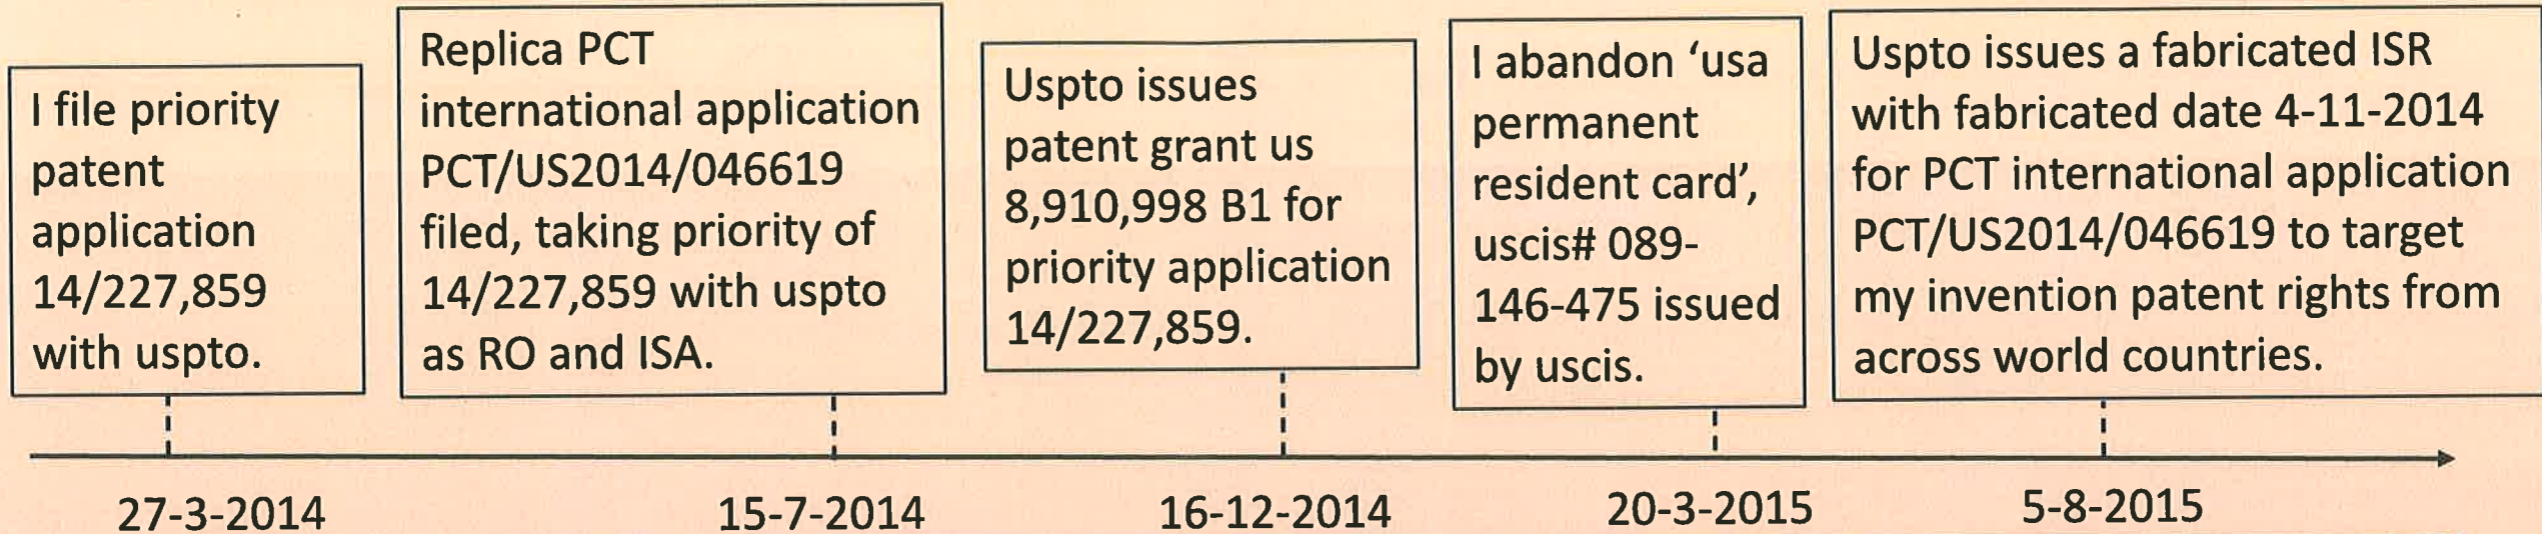 I file priority
patent
application
14/227,859
with uspto.
Replica PCT
international application
PCT/US2014/046619
filed, taking priority of
14/227,859 with uspto
as RO and ISA.
Uspto issues
patent grant us
8,910,998 B1 for
priority application
14/227,859.
I abandon ‘usa
permanent
resident card’,
uscis# 089-
146-475 issued
by uscis.
Uspto issues a fabricated ISR
with fabricated date 4-11-2014
for PCT international application
PCT/US2014/046619 to target
my invention patent rights from
across world countries.
27-3-2014
15-7-2014
16-12-2014
20-3-2015
5-8-2015